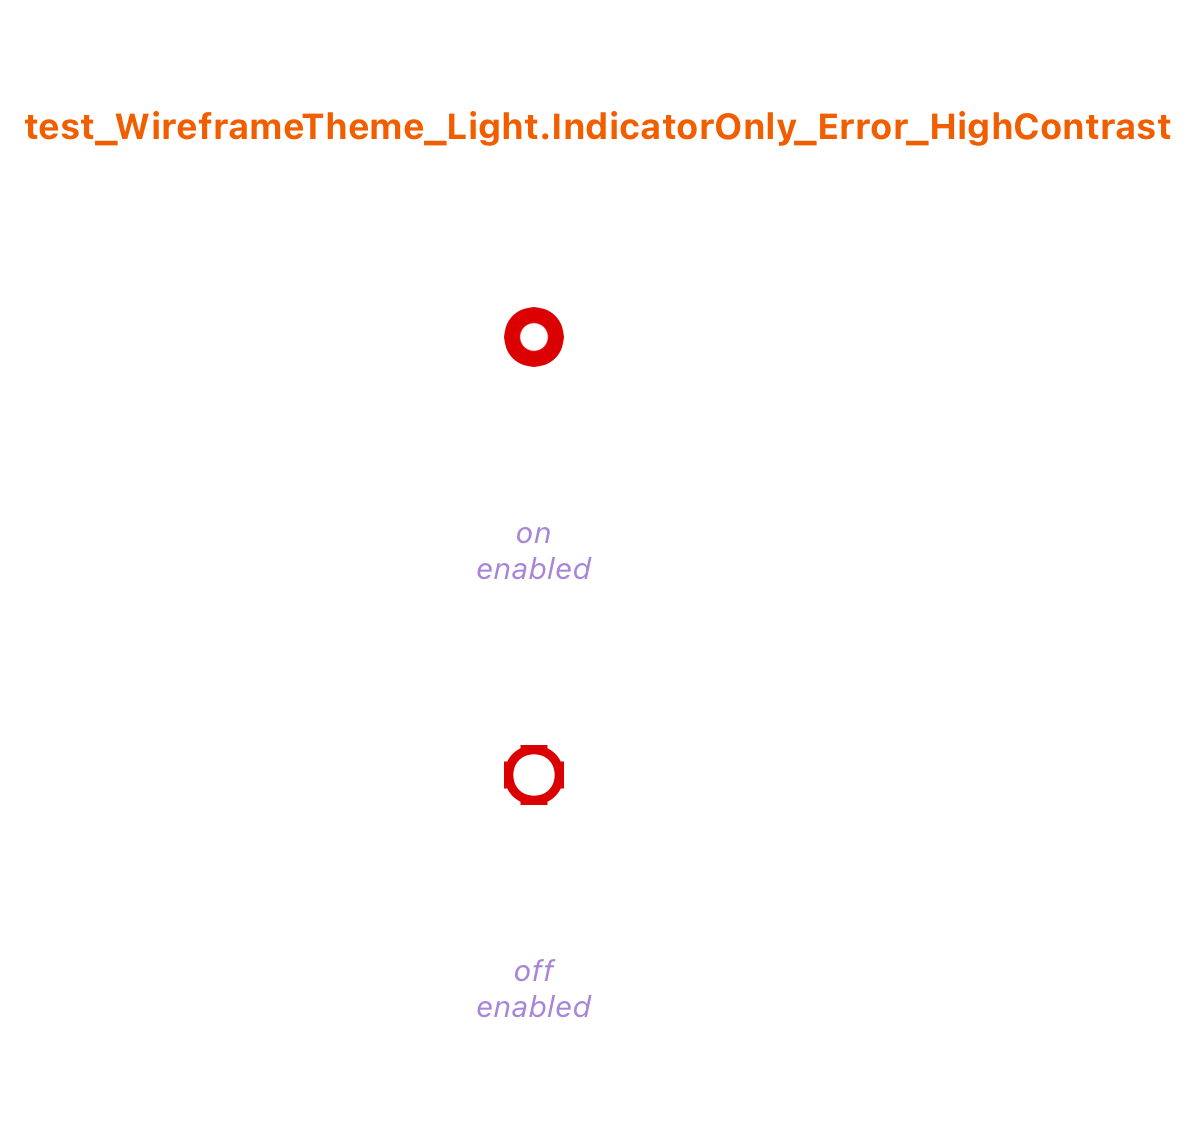 test_WireframeTheme_Light.IndicatorOnly_Error_HighContrast
on
enabled
off
enabled